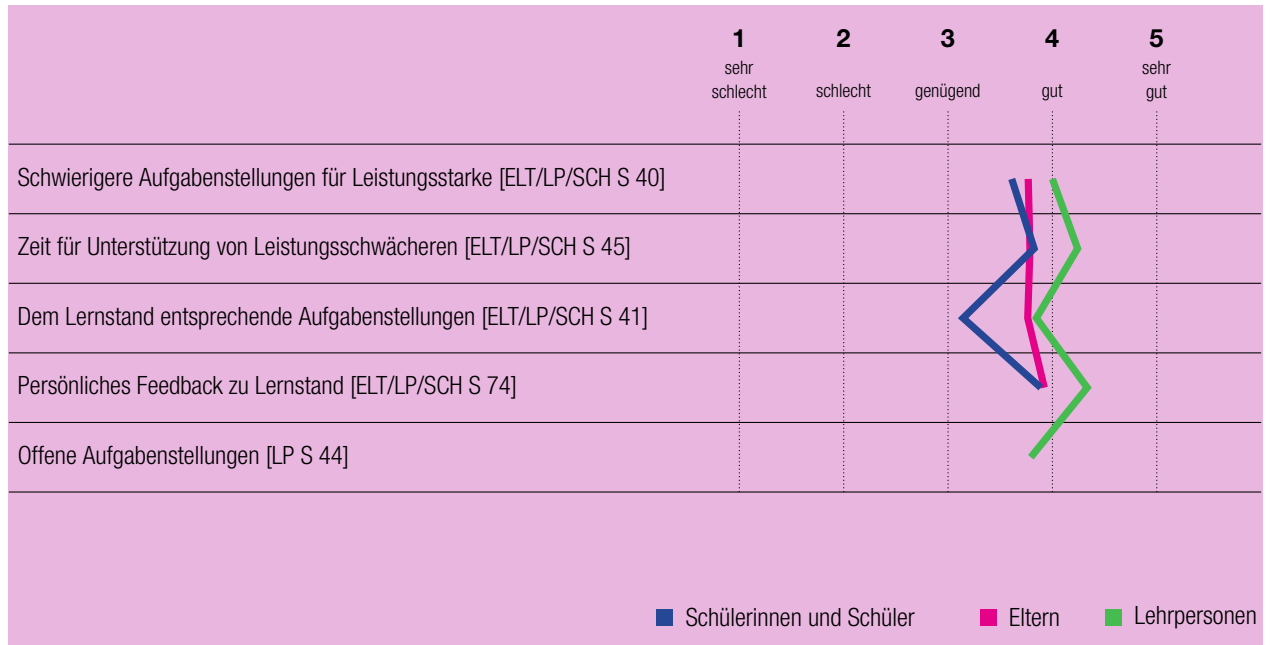 1 2 3 4 5
sehr schlecht schlecht genügend gut sehr gut
Schwierigere Aufgabenstellungen für Leistungsstarke [ELT/LP/SCH S 40]
Zeit für Unterstützung von Leistungsschwächeren [ELT/LP/SCH S 45]
Dem Lernstand entsprechende Aufgabenstellungen [ELT/LP/SCH S 41]
Persönliches Feedback zu Lernstand [ELT/LP/SCH S 74]
Offene Aufgabenstellungen [LP S 44]
Schülerinnen und Schüler Eltern Lehrpersonen